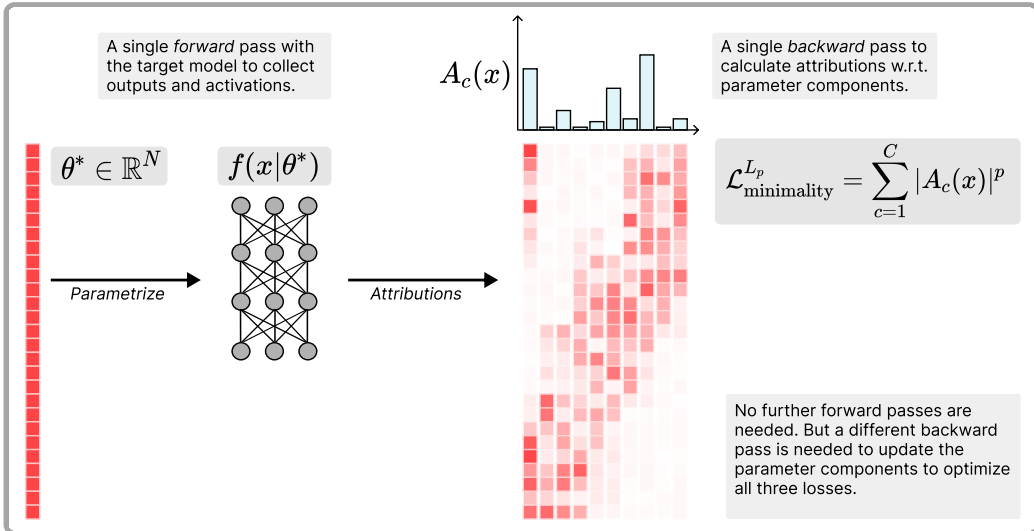 A single forward pass with
the target model to collect
outputs and activations.
A_c(x)
A single backward pass to
calculate attributions w.r.t.
parameter components.
θ* ∈ ℝ^N
f(x|θ*)
ℒ^{L_p}_{minimality} = ∑_{c=1}^{C} |A_c(x)|^p
Parametrize
Attributions
No further forward passes are
needed. But a different backward
pass is needed to update the
parameter components to optimize
all three losses.